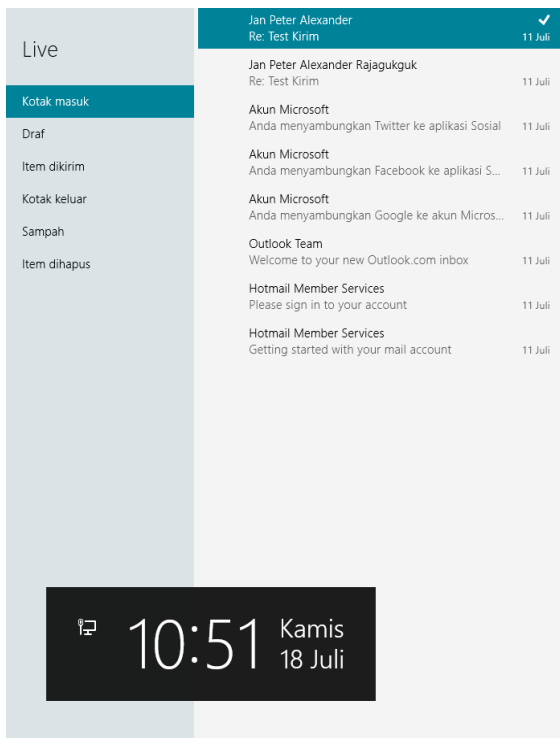 Live
Kotak masuk
Draf
Item dikirim
Kotak keluar
Sampah
Item dihapus
Jan Peter Alexander
Re: Test Kirim 11 Juli
Jan Peter Alexander Rajagukguk
Re: Test Kirim 11 Juli
Akun Microsoft
Anda menyambungkan Twitter ke aplikasi Sosial 11 Juli
Akun Microsoft
Anda menyambungkan Facebook ke aplikasi S... 11 Juli
Akun Microsoft
Anda menyambungkan Google ke akun Micros... 11 Juli
Outlook Team
Welcome to your new Outlook.com inbox 11 Juli
Hotmail Member Services
Please sign in to your account 11 Juli
Hotmail Member Services
Getting started with your mail account 11 Juli
10:51
Kamis
18 Juli